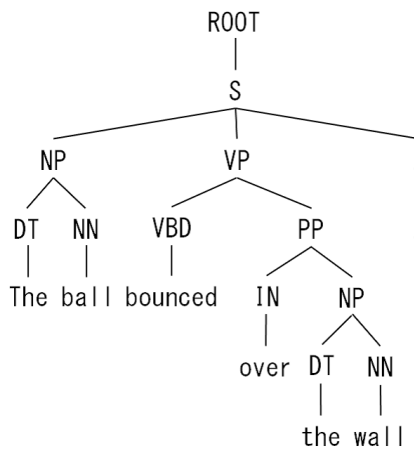 ROOT
S
NP VP
DT NN VBD PP
The ball bounced IN NP
over DT NN
the wall